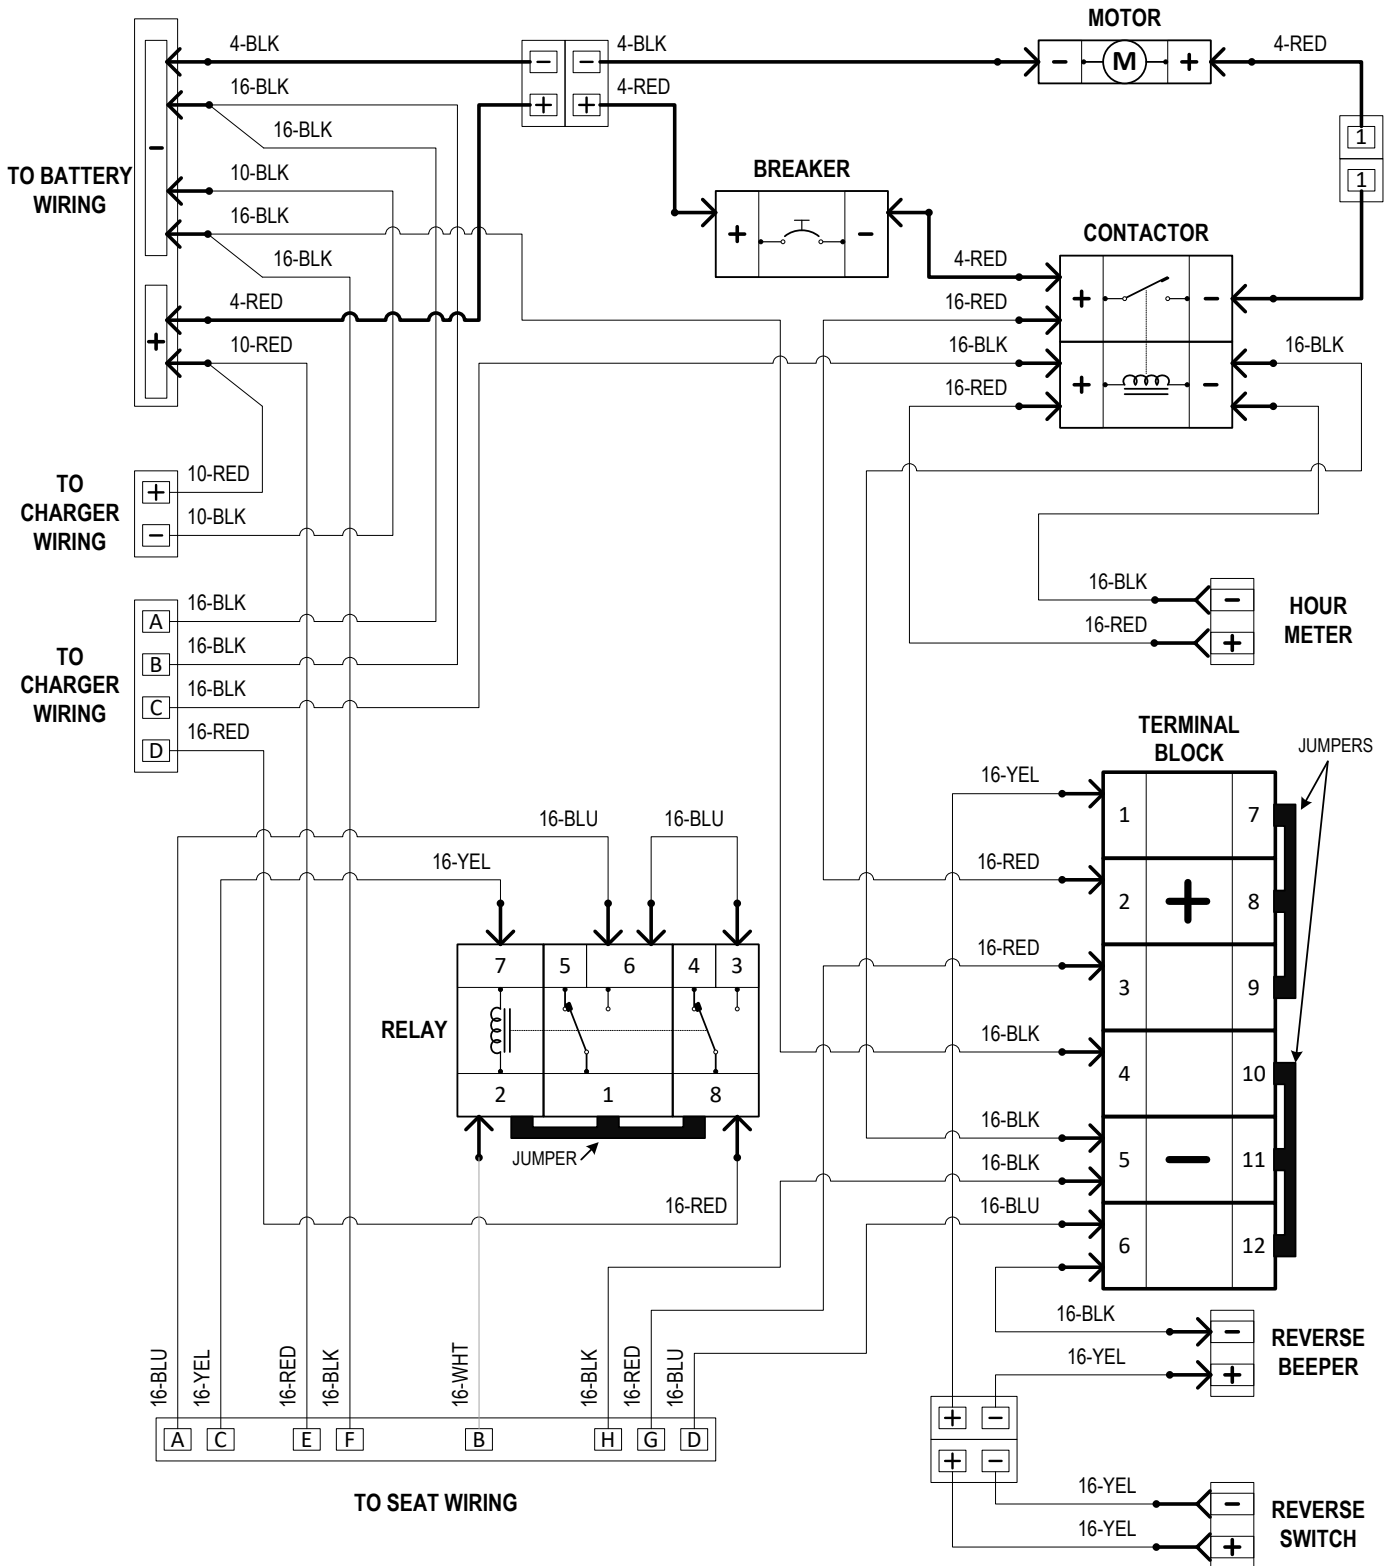 MOTOR
4-BLK
4-BLK
4-RED
- M +
16-BLK
4-RED
- -
+ +
1
1
16-BLK
TO BATTERY
WIRING
-
10-BLK
BREAKER
16-BLK
+ -
CONTACTOR
16-BLK
4-RED
4-RED
+ -
16-RED
+
10-RED
16-BLK
16-BLK
+ -
16-RED
TO
CHARGER
WIRING
10-RED
+
10-BLK
-
TO
CHARGER
WIRING
16-BLK
A
16-BLK
B
16-BLK
C
16-RED
D
16-BLK
-
16-RED
+
HOUR
METER
TERMINAL
BLOCK
JUMPERS
16-YEL
1 7
16-RED
2 + 8
16-RED
3 9
16-BLK
4 10
16-BLK
16-BLK
5 - 11
16-BLU
6 12
16-BLU
16-BLU
16-YEL
7 5 6 4 3
RELAY
2 1 8
JUMPER
16-RED
16-BLK
-
16-YEL
+
REVERSE
BEEPER
16-BLU
16-YEL
16-RED
16-BLK
16-WHT
16-BLK
16-RED
16-BLU
A C E F B H G D
TO SEAT WIRING
+ -
+ -
16-YEL
-
16-YEL
+
REVERSE
SWITCH